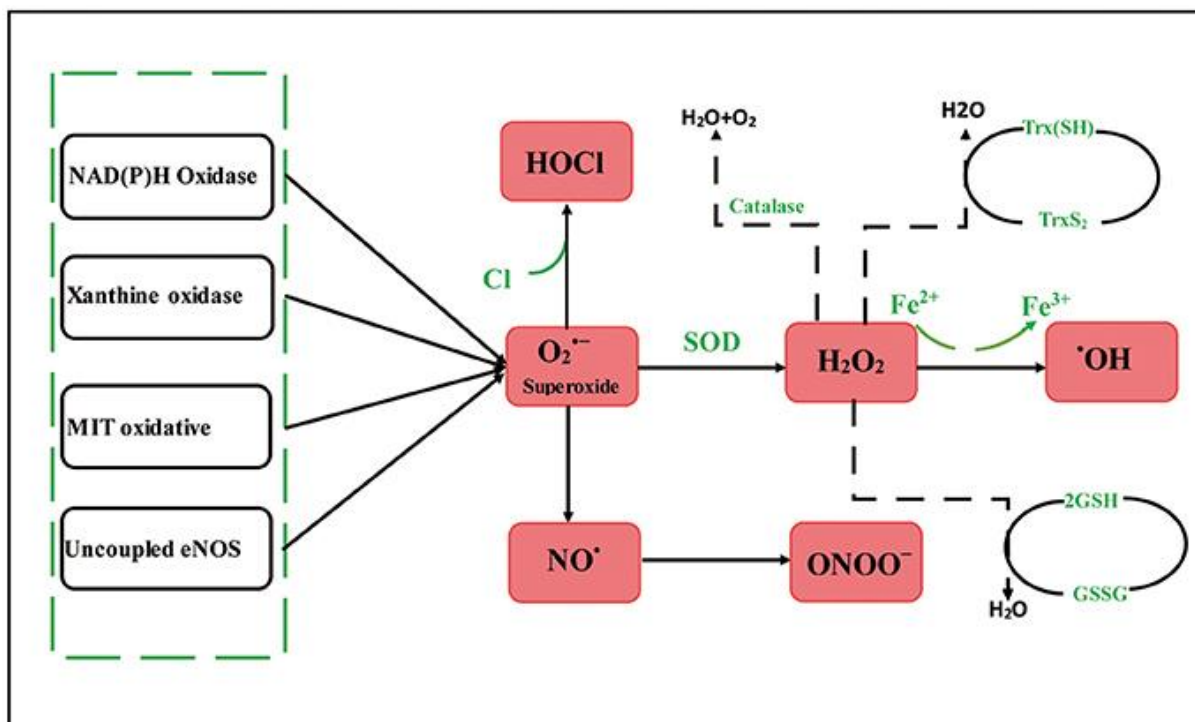 NAD(P)H Oxidase
Xanthine oxidase
MIT oxidative
Uncoupled eNOS
HOCl
Cl
O₂•−
Superoxide
SOD
NO•
ONOO−
H₂O+O₂
Catalase
H2O
Trx(SH)
TrxS₂
H₂O₂
Fe²⁺
Fe³⁺
•OH
2GSH
GSSG
H₂O